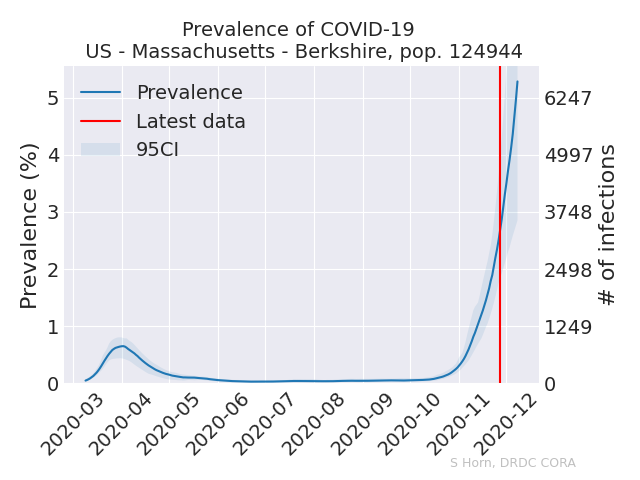 Prevalence of COVID-19
US - Massachusetts - Berkshire, pop. 124944
Prevalence
Latest data
95CI
Prevalence (%)
5
4
3
2
1
0
6247
4997
3748
2498
1249
0
# of infections
2020-03
2020-04
2020-05
2020-06
2020-07
2020-08
2020-09
2020-10
2020-11
2020-12
S Horn, DRDC CORA